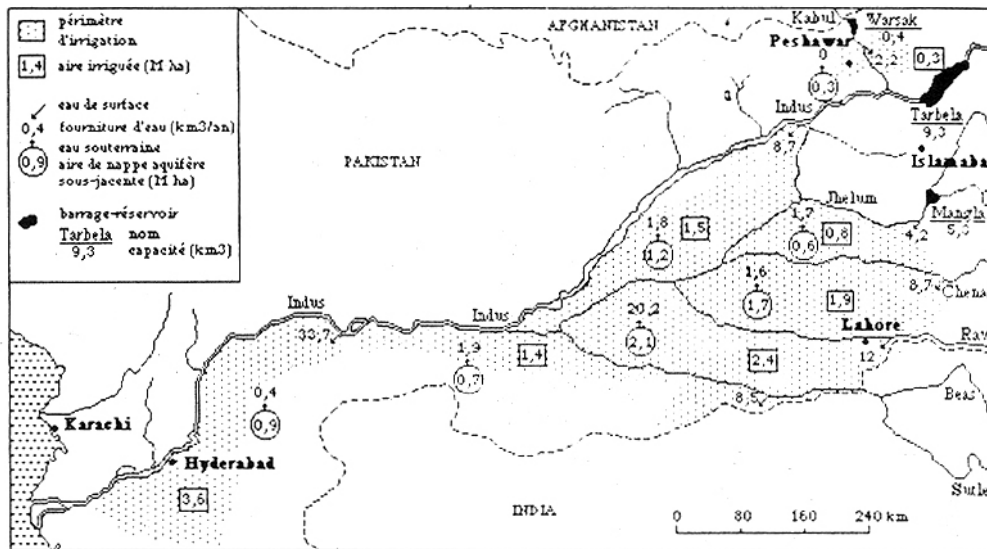 périmètre
d'irrigation
1,4 aire irriguée (M ha)
eau de surface
0,4 fourniture d'eau (km3/an)
eau souterraine
0,9 aire de nappe aquifère
sous-jacente (M ha)
barrage-réservoir
Tarbela nom
9,3 capacité (km3)
AFGHANISTAN
Kabul
Warsak
0,4
Peshawar
2,2
0,3
0
0,3
Indus
Tarbela
9,3
Islamaba
PAKISTAN
8,7
Jhelum
Mangla
5,3
1,8
1,2
1,5
1,7
0,6
0,8
4,2
8,7
Chena
1,6
1,7
1,9
Lahore
Rav
12
Indus
33,7
Indus
20,2
2,1
2,4
1,9
0,7
1,4
8,5
Beas
0,4
0,9
Karachi
Hyderabad
3,6
Sutle
INDIA
0 80 160 240 km